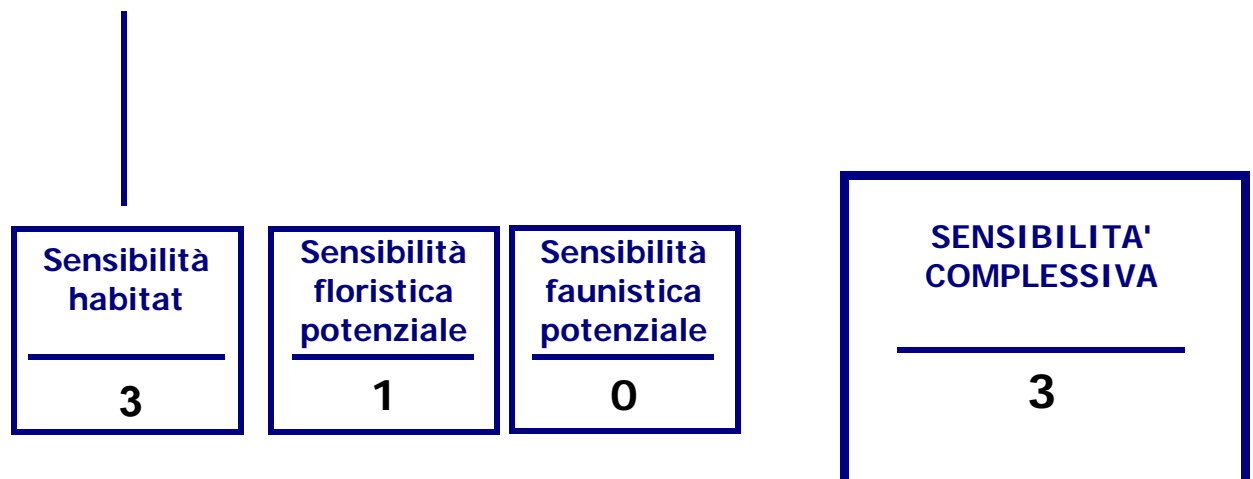 Sensibilità
habitat
3
Sensibilità
floristica
potenziale
1
Sensibilità
faunistica
potenziale
0
SENSIBILITA'
COMPLESSIVA
3